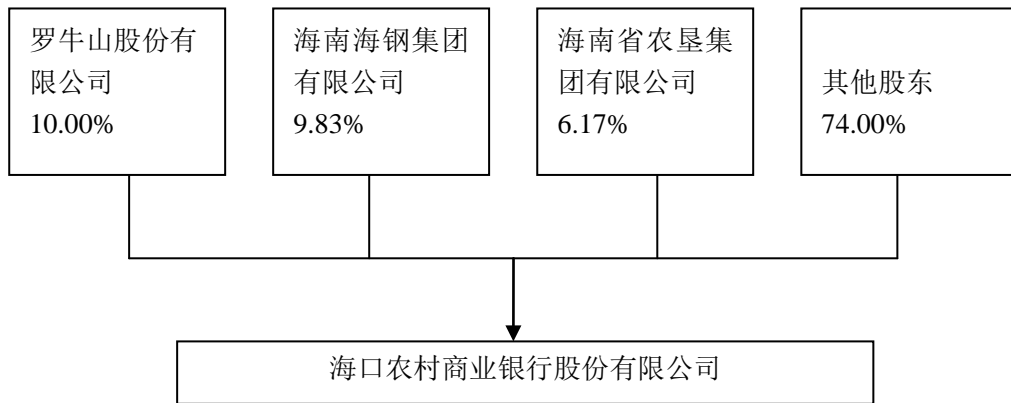 罗牛山股份有
限公司
10.00%
海南海钢集团
有限公司
9.83%
海南省农垦集
团有限公司
6.17%
其他股东
74.00%
海口农村商业银行股份有限公司